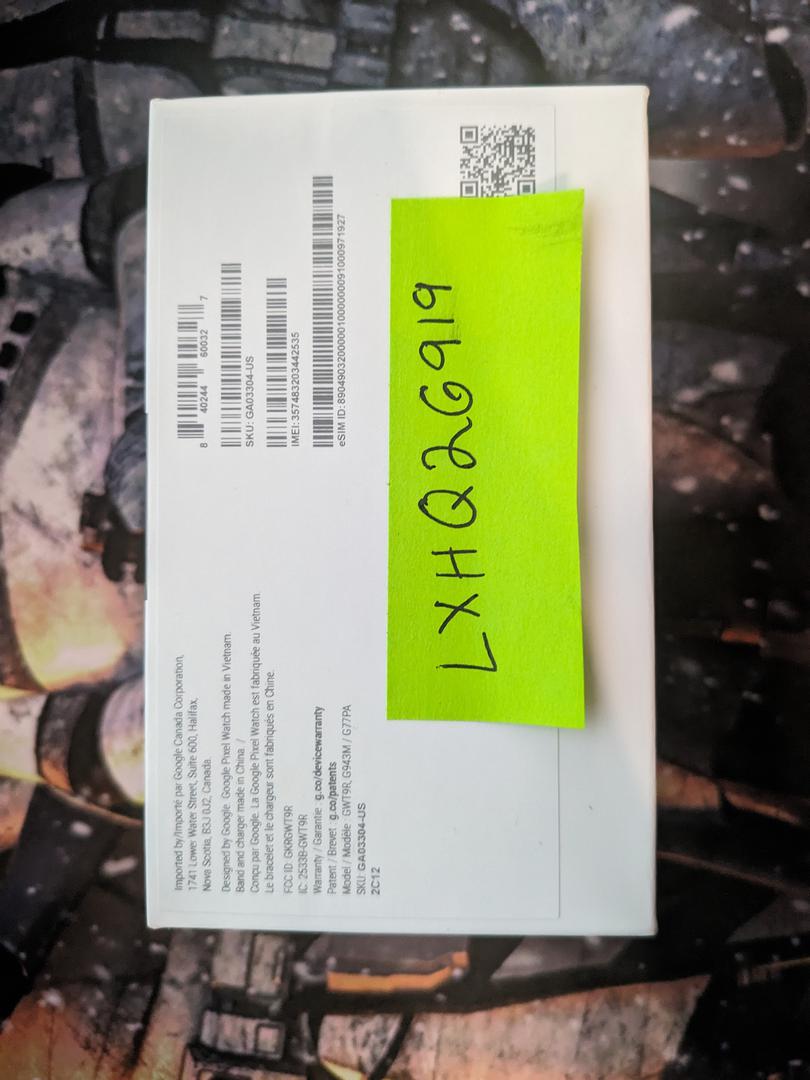 Imported by/Importé par Google Canada Corporation,
1741 Lower Water Street, Suite 600, Halifax,
Nova Scotia, B3J 0J2, Canada.
Designed by Google. Google Pixel Watch made in Vietnam.
Band and charger made in China. /
Conçu par Google. La Google Pixel Watch est fabriquée au Vietnam.
Le bracelet et le chargeur sont fabriqués en Chine.
FCC ID: GKRGWT9R
IC: 2533B-GWT9R
Warranty / Garantie: g.co/devicewarranty
Patent / Brevet: g.co/patents
Model / Modèle: GWT9R, G943M / G77PA
SKU: GA03304-US
2C12
8 40244 60032 7
SKU: GA03304-US
IMEI: 357483203442535
eSIM ID: 89049032000001000000009​1000971927
LXHQ2G919